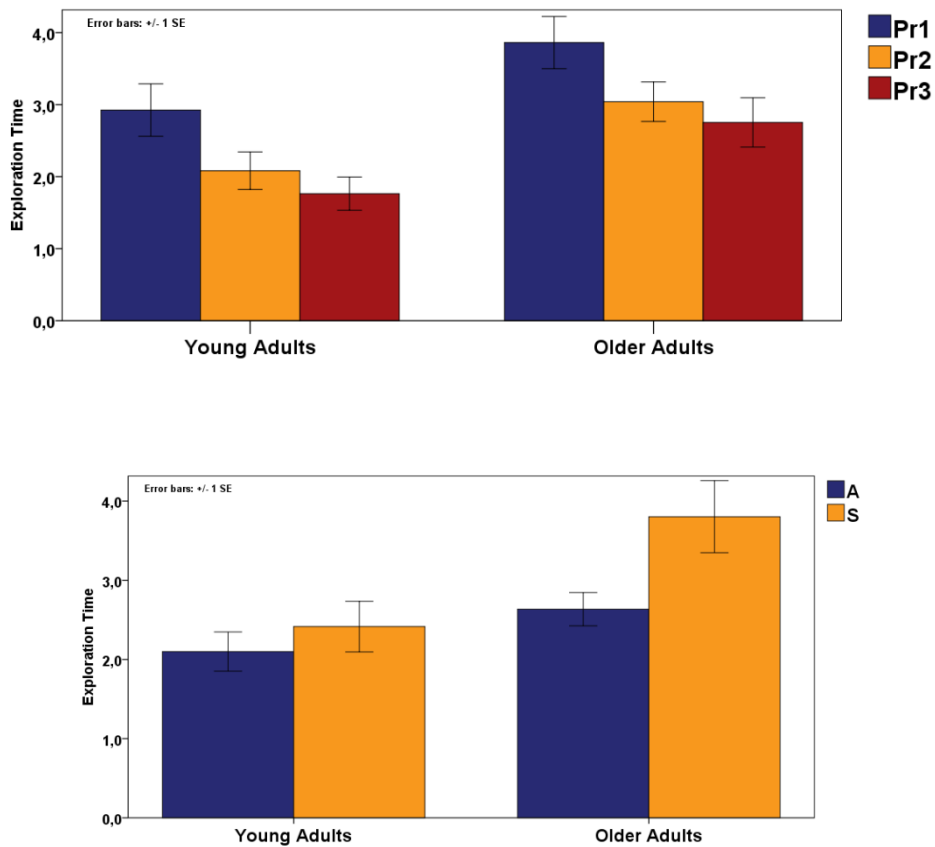 Error bars: +/- 1 SE
Pr1
Pr2
Pr3
4,0
3,0
2,0
1,0
0,0
Exploration Time
Young Adults
Older Adults
Error bars: +/- 1 SE
A
S
4,0
3,0
2,0
1,0
0,0
Exploration Time
Young Adults
Older Adults